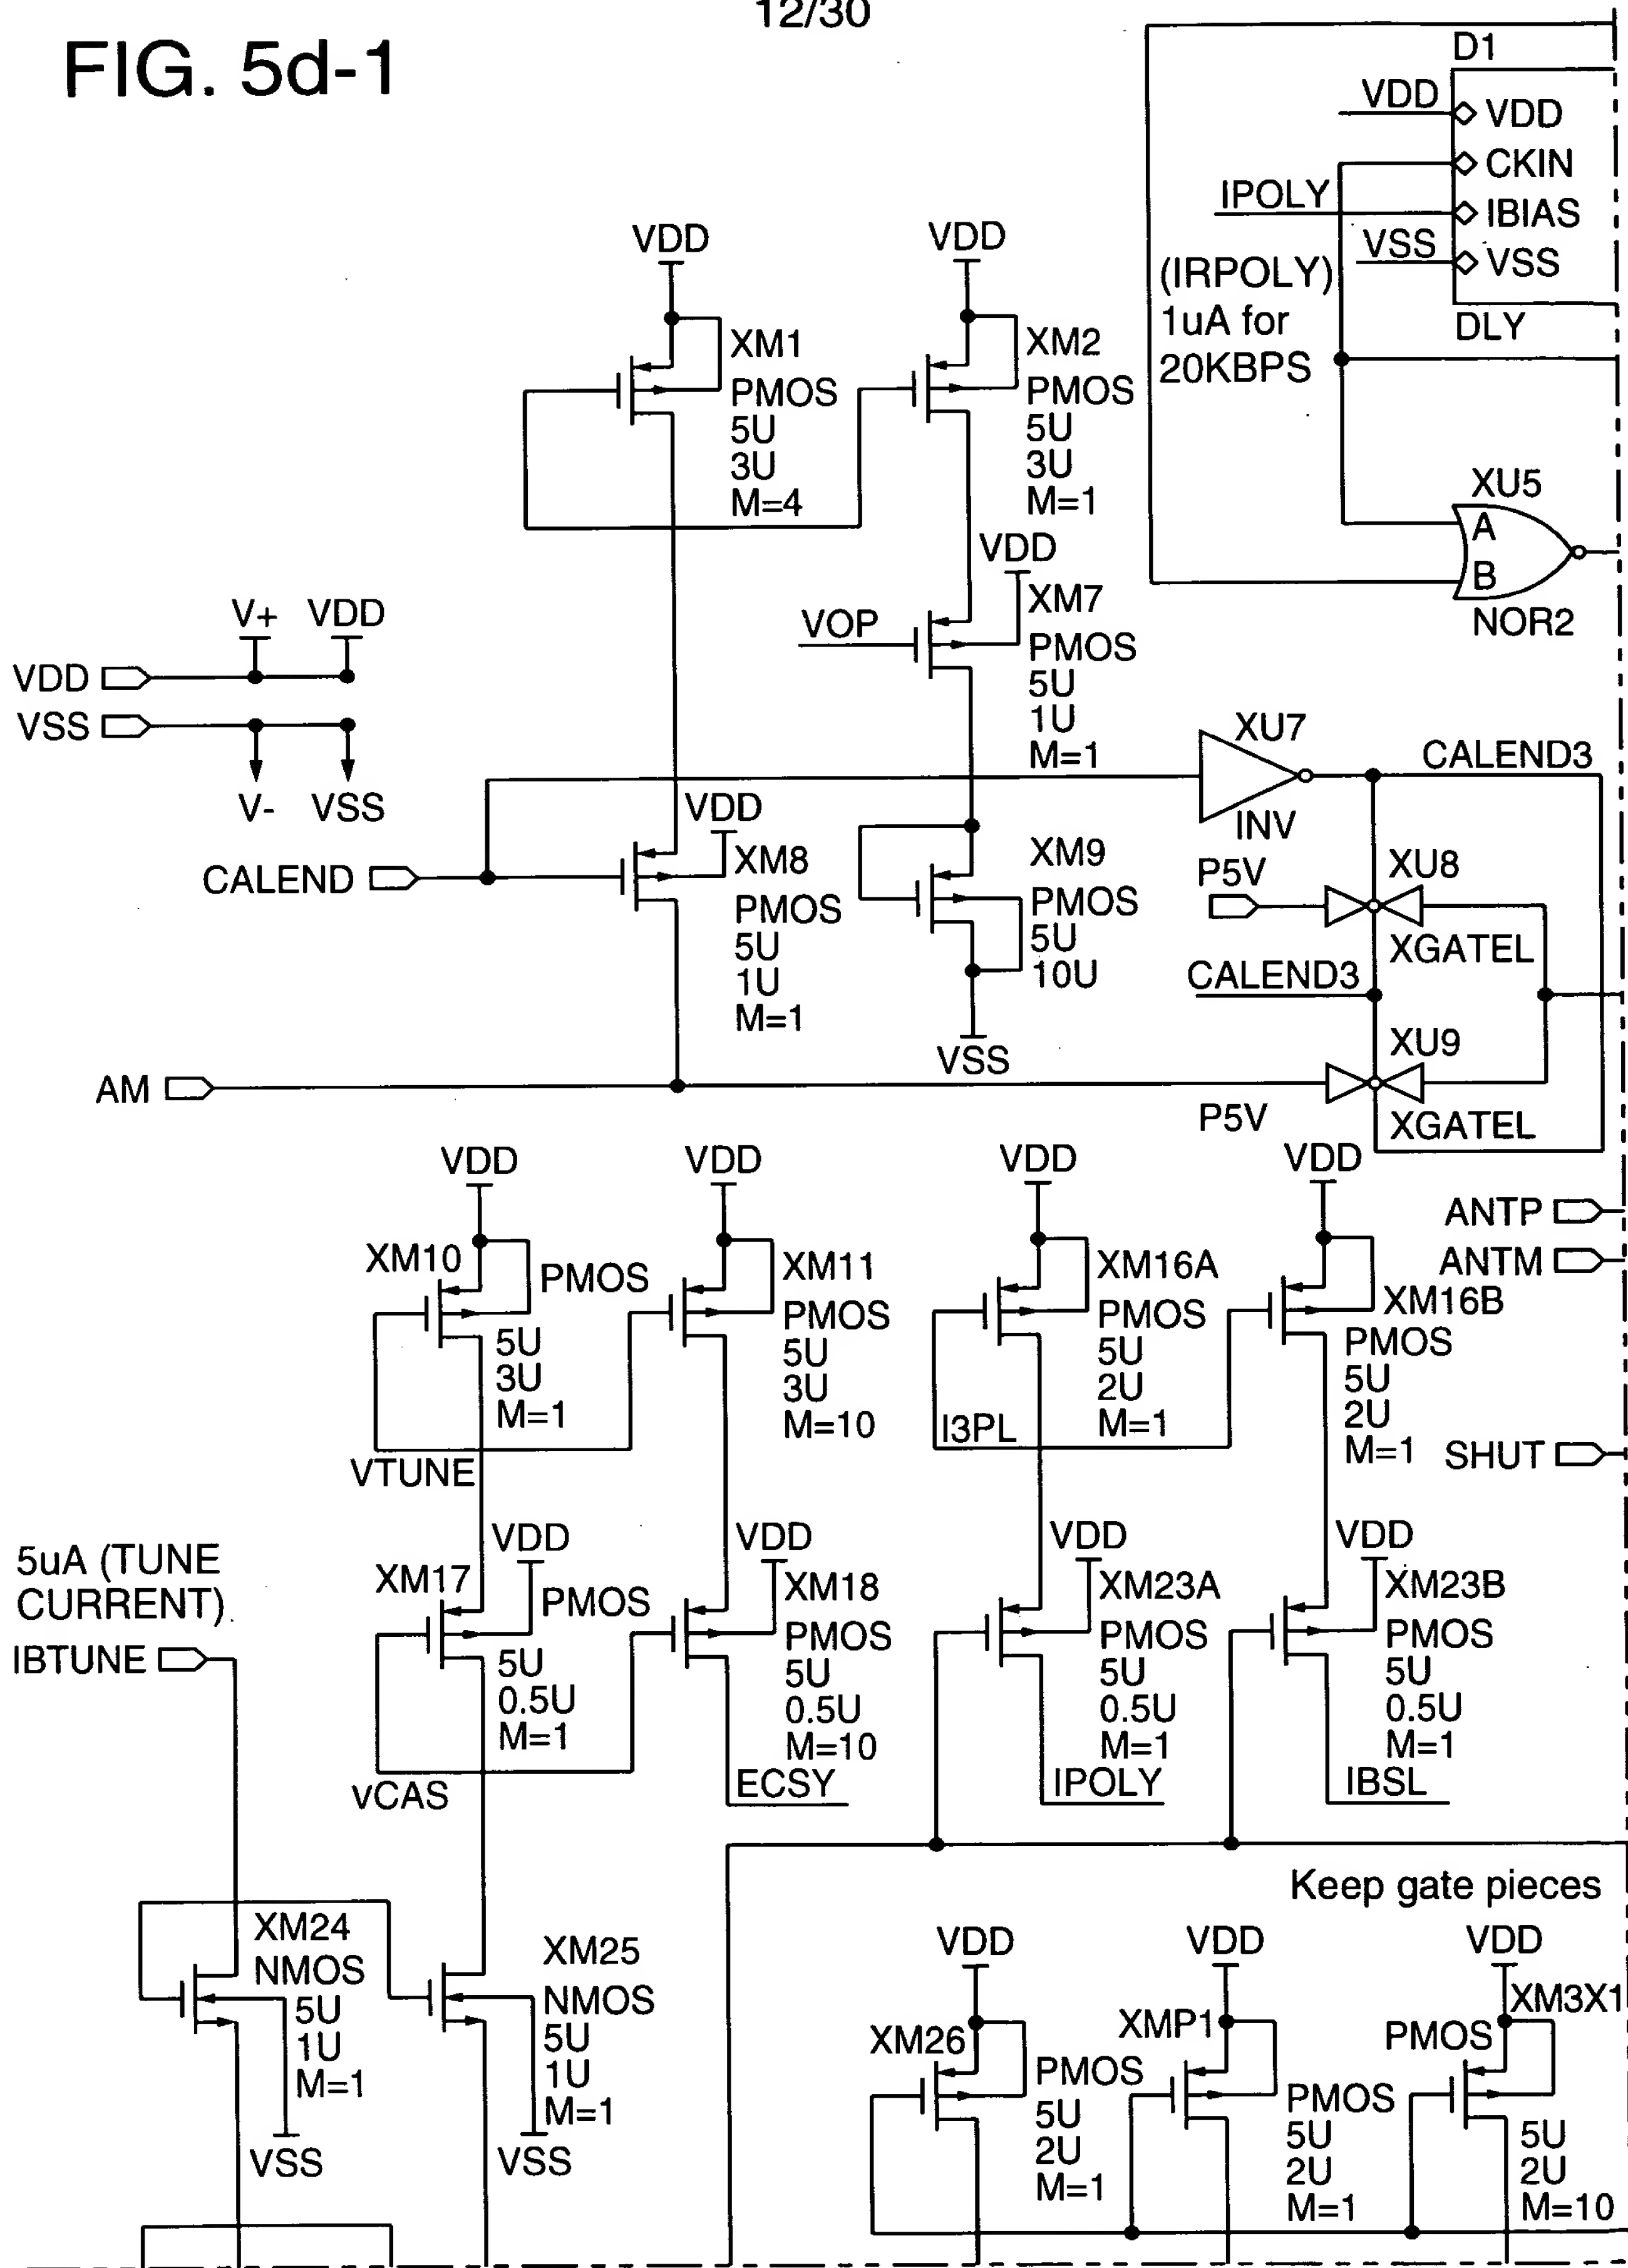 12/30
FIG. 5d-1
D1
VDD
VDD
CKIN
IPOLY
IBIAS
VSS
VSS
(IRPOLY)
1uA for
20KBPS
DLY
VDD
XM1
PMOS
5U
3U
M=4
VDD
XM2
PMOS
5U
3U
M=1
XU5
A
B
NOR2
VDD
XM7
VOP
PMOS
5U
1U
M=1
V+
VDD
VDD
VSS
V-
VSS
XU7
CALEND3
INV
CALEND
VDD
XM8
PMOS
5U
1U
M=1
XM9
PMOS
5U
10U
VSS
P5V
XU8
XGATEL
CALEND3
XU9
AM
P5V
XGATEL
VDD
XM10
PMOS
5U
3U
M=1
VTUNE
VDD
XM11
PMOS
5U
3U
M=10
VDD
XM16A
PMOS
5U
2U
M=1
I3PL
VDD
XM16B
PMOS
5U
2U
M=1
ANTP
ANTM
SHUT
5uA (TUNE
CURRENT)
IBTUNE
VDD
XM17
PMOS
5U
0.5U
M=1
vCAS
VDD
XM18
PMOS
5U
0.5U
M=10
ECSY
VDD
XM23A
PMOS
5U
0.5U
M=1
IPOLY
VDD
XM23B
PMOS
5U
0.5U
M=1
IBSL
Keep gate pieces
XM24
NMOS
5U
1U
M=1
VSS
XM25
NMOS
5U
1U
M=1
VSS
VDD
XM26
PMOS
5U
2U
M=1
VDD
XMP1
PMOS
5U
2U
M=1
VDD
XM3X1
PMOS
5U
2U
M=10